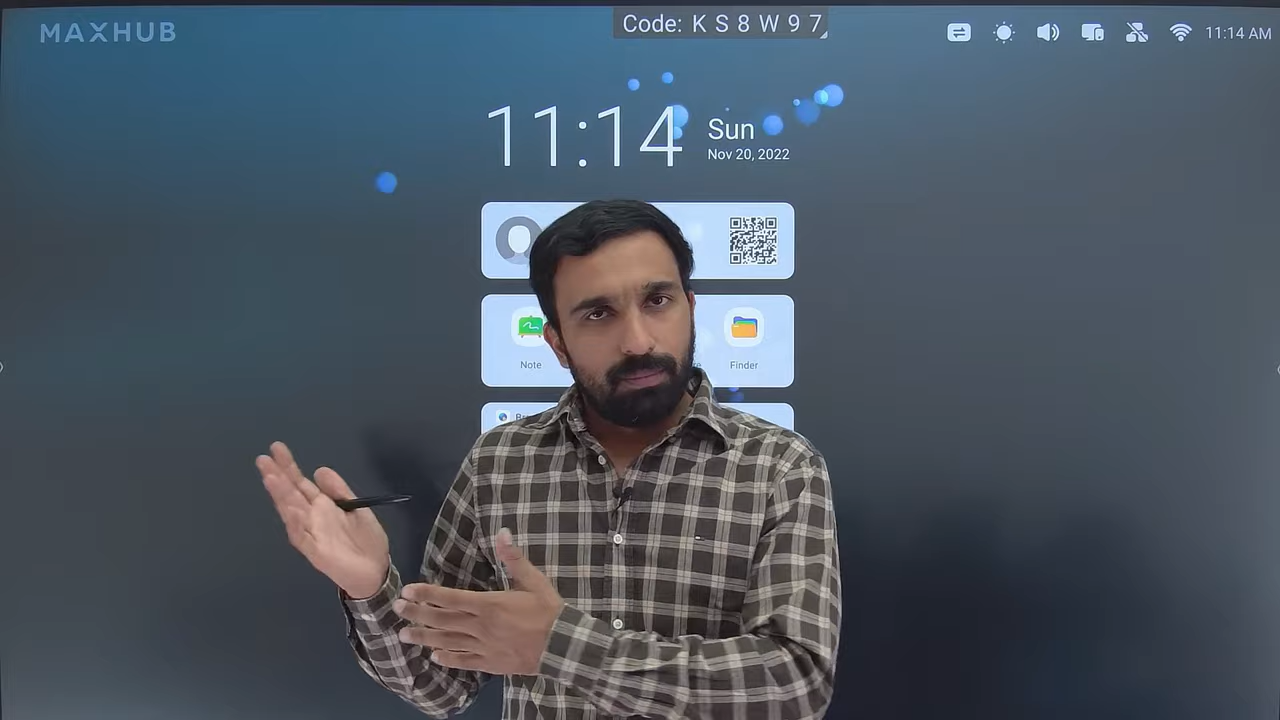 MAXHUB
Code: K S 8 W 9 7
11:14 AM
11:14
Sun
Nov 20, 2022
Note
Finder